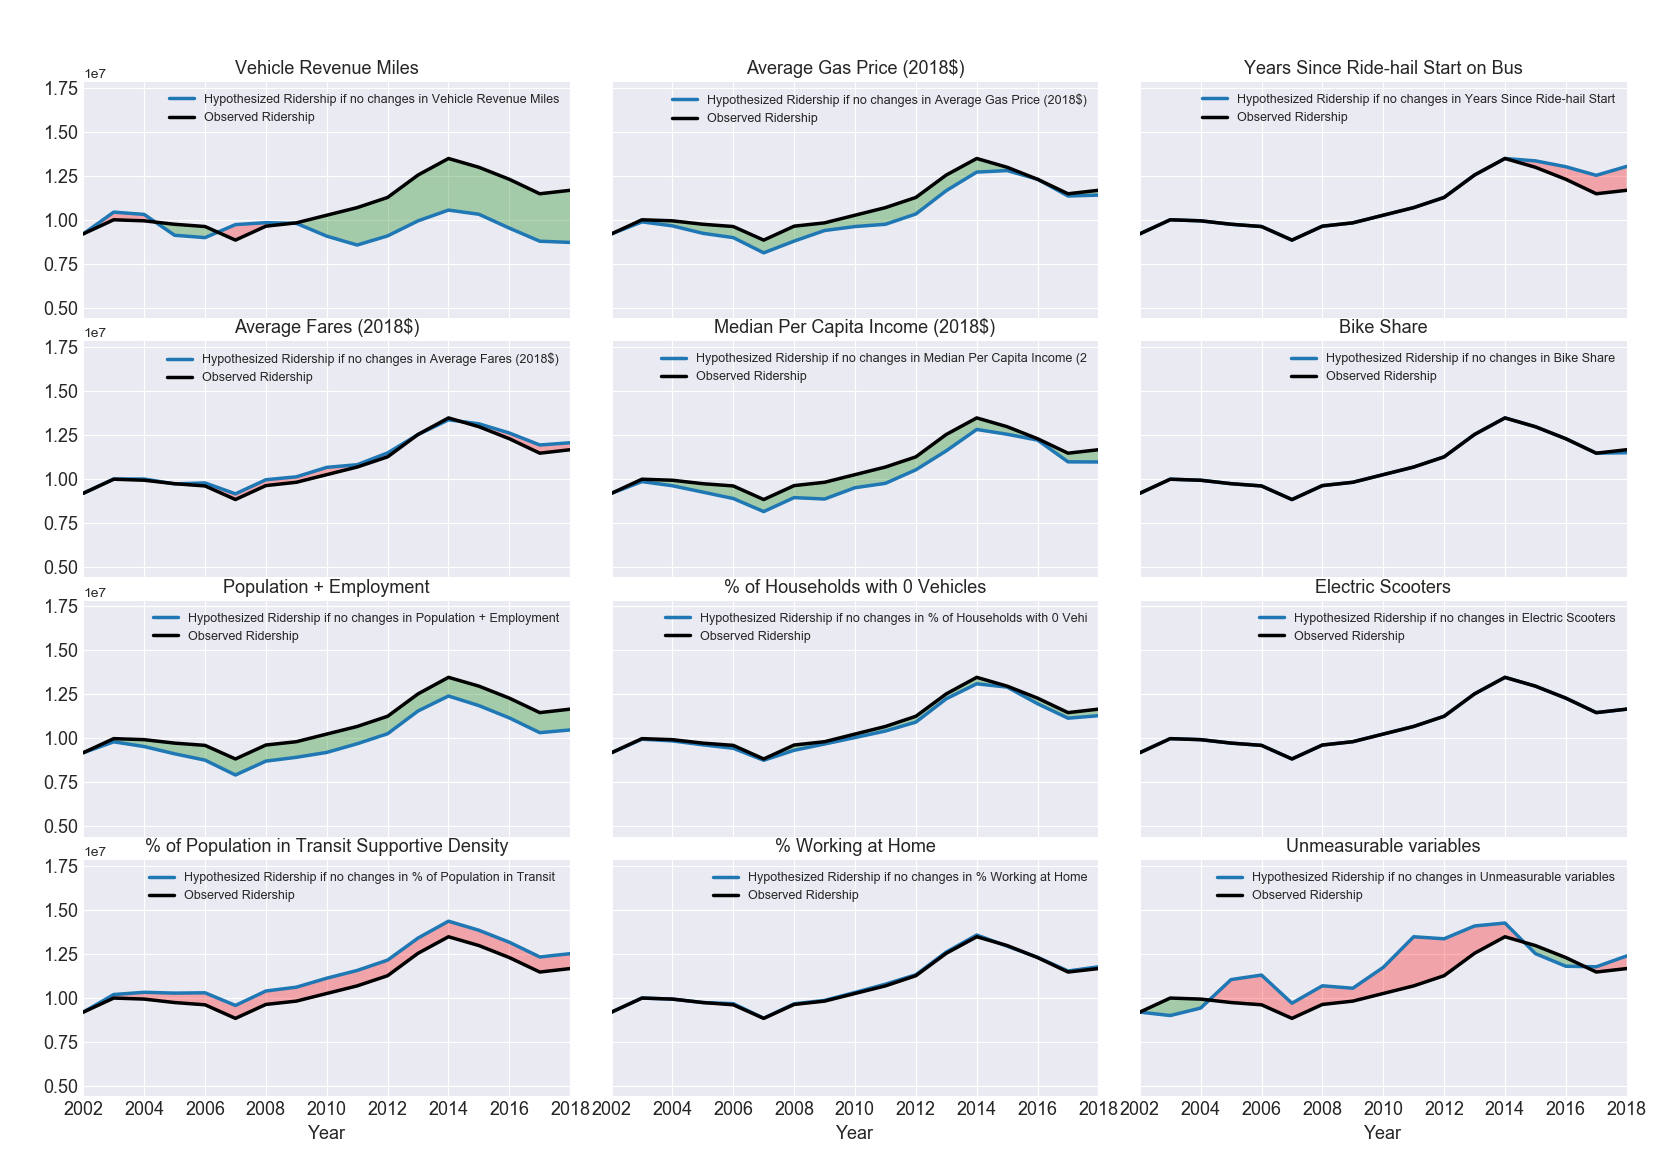 Vehicle Revenue Miles
1e7
1.75
1.50
1.25
1.00
0.75
0.50
Hypothesized Ridership if no changes in Vehicle Revenue Miles
Observed Ridership
Average Gas Price (2018$)
Hypothesized Ridership if no changes in Average Gas Price (2018$)
Observed Ridership
Years Since Ride-hail Start on Bus
Hypothesized Ridership if no changes in Years Since Ride-hail Start
Observed Ridership
Average Fares (2018$)
1e7
1.75
1.50
1.25
1.00
0.75
0.50
Hypothesized Ridership if no changes in Average Fares (2018$)
Observed Ridership
Median Per Capita Income (2018$)
Hypothesized Ridership if no changes in Median Per Capita Income (2
Observed Ridership
Bike Share
Hypothesized Ridership if no changes in Bike Share
Observed Ridership
Population + Employment
1e7
1.75
1.50
1.25
1.00
0.75
0.50
Hypothesized Ridership if no changes in Population + Employment
Observed Ridership
% of Households with 0 Vehicles
Hypothesized Ridership if no changes in % of Households with 0 Vehi
Observed Ridership
Electric Scooters
Hypothesized Ridership if no changes in Electric Scooters
Observed Ridership
% of Population in Transit Supportive Density
1e7
1.75
1.50
1.25
1.00
0.75
0.50
Hypothesized Ridership if no changes in % of Population in Transit
Observed Ridership
2002 2004 2006 2008 2010 2012 2014 2016 2018
Year
% Working at Home
Hypothesized Ridership if no changes in % Working at Home
Observed Ridership
2002 2004 2006 2008 2010 2012 2014 2016 2018
Year
Unmeasurable variables
Hypothesized Ridership if no changes in Unmeasurable variables
Observed Ridership
2002 2004 2006 2008 2010 2012 2014 2016 2018
Year